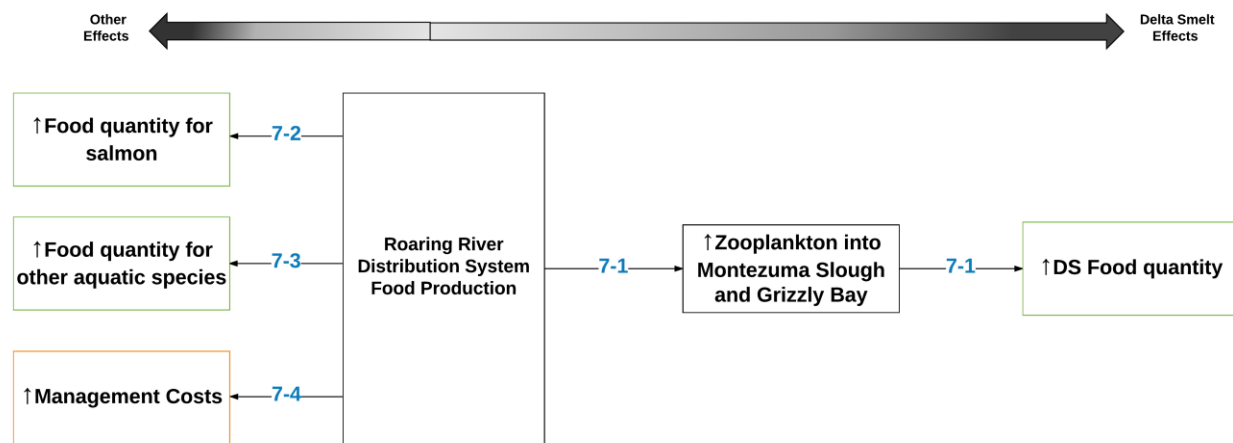 Other
Effects
Delta Smelt
Effects
↑Food quantity for
salmon
7-2
↑Food quantity for
other aquatic species
7-3
↑Management Costs
7-4
Roaring River
Distribution System
Food Production
7-1
↑Zooplankton into
Montezuma Slough
and Grizzly Bay
7-1
↑DS Food quantity